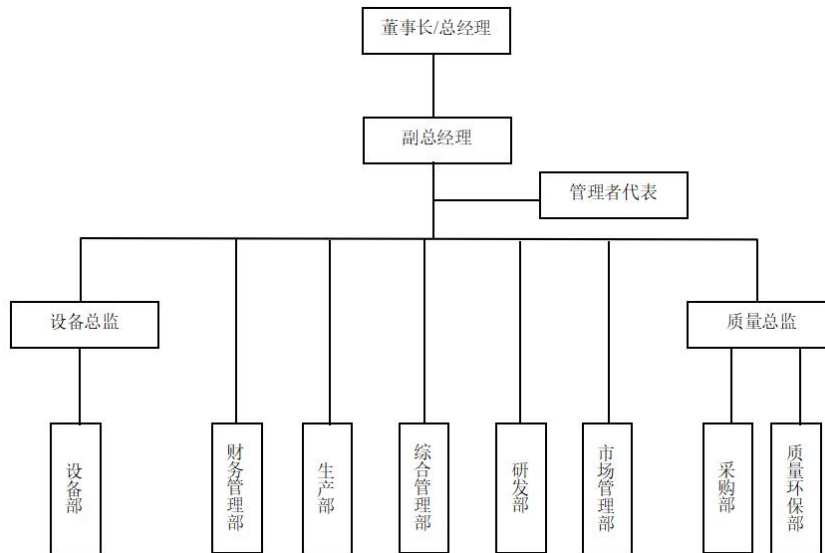 董事长/总经理
副总经理
管理者代表
设备总监
质量总监
设备部
财务管理部
生产部
综合管理部
研发部
市场管理部
采购部
质量环保部